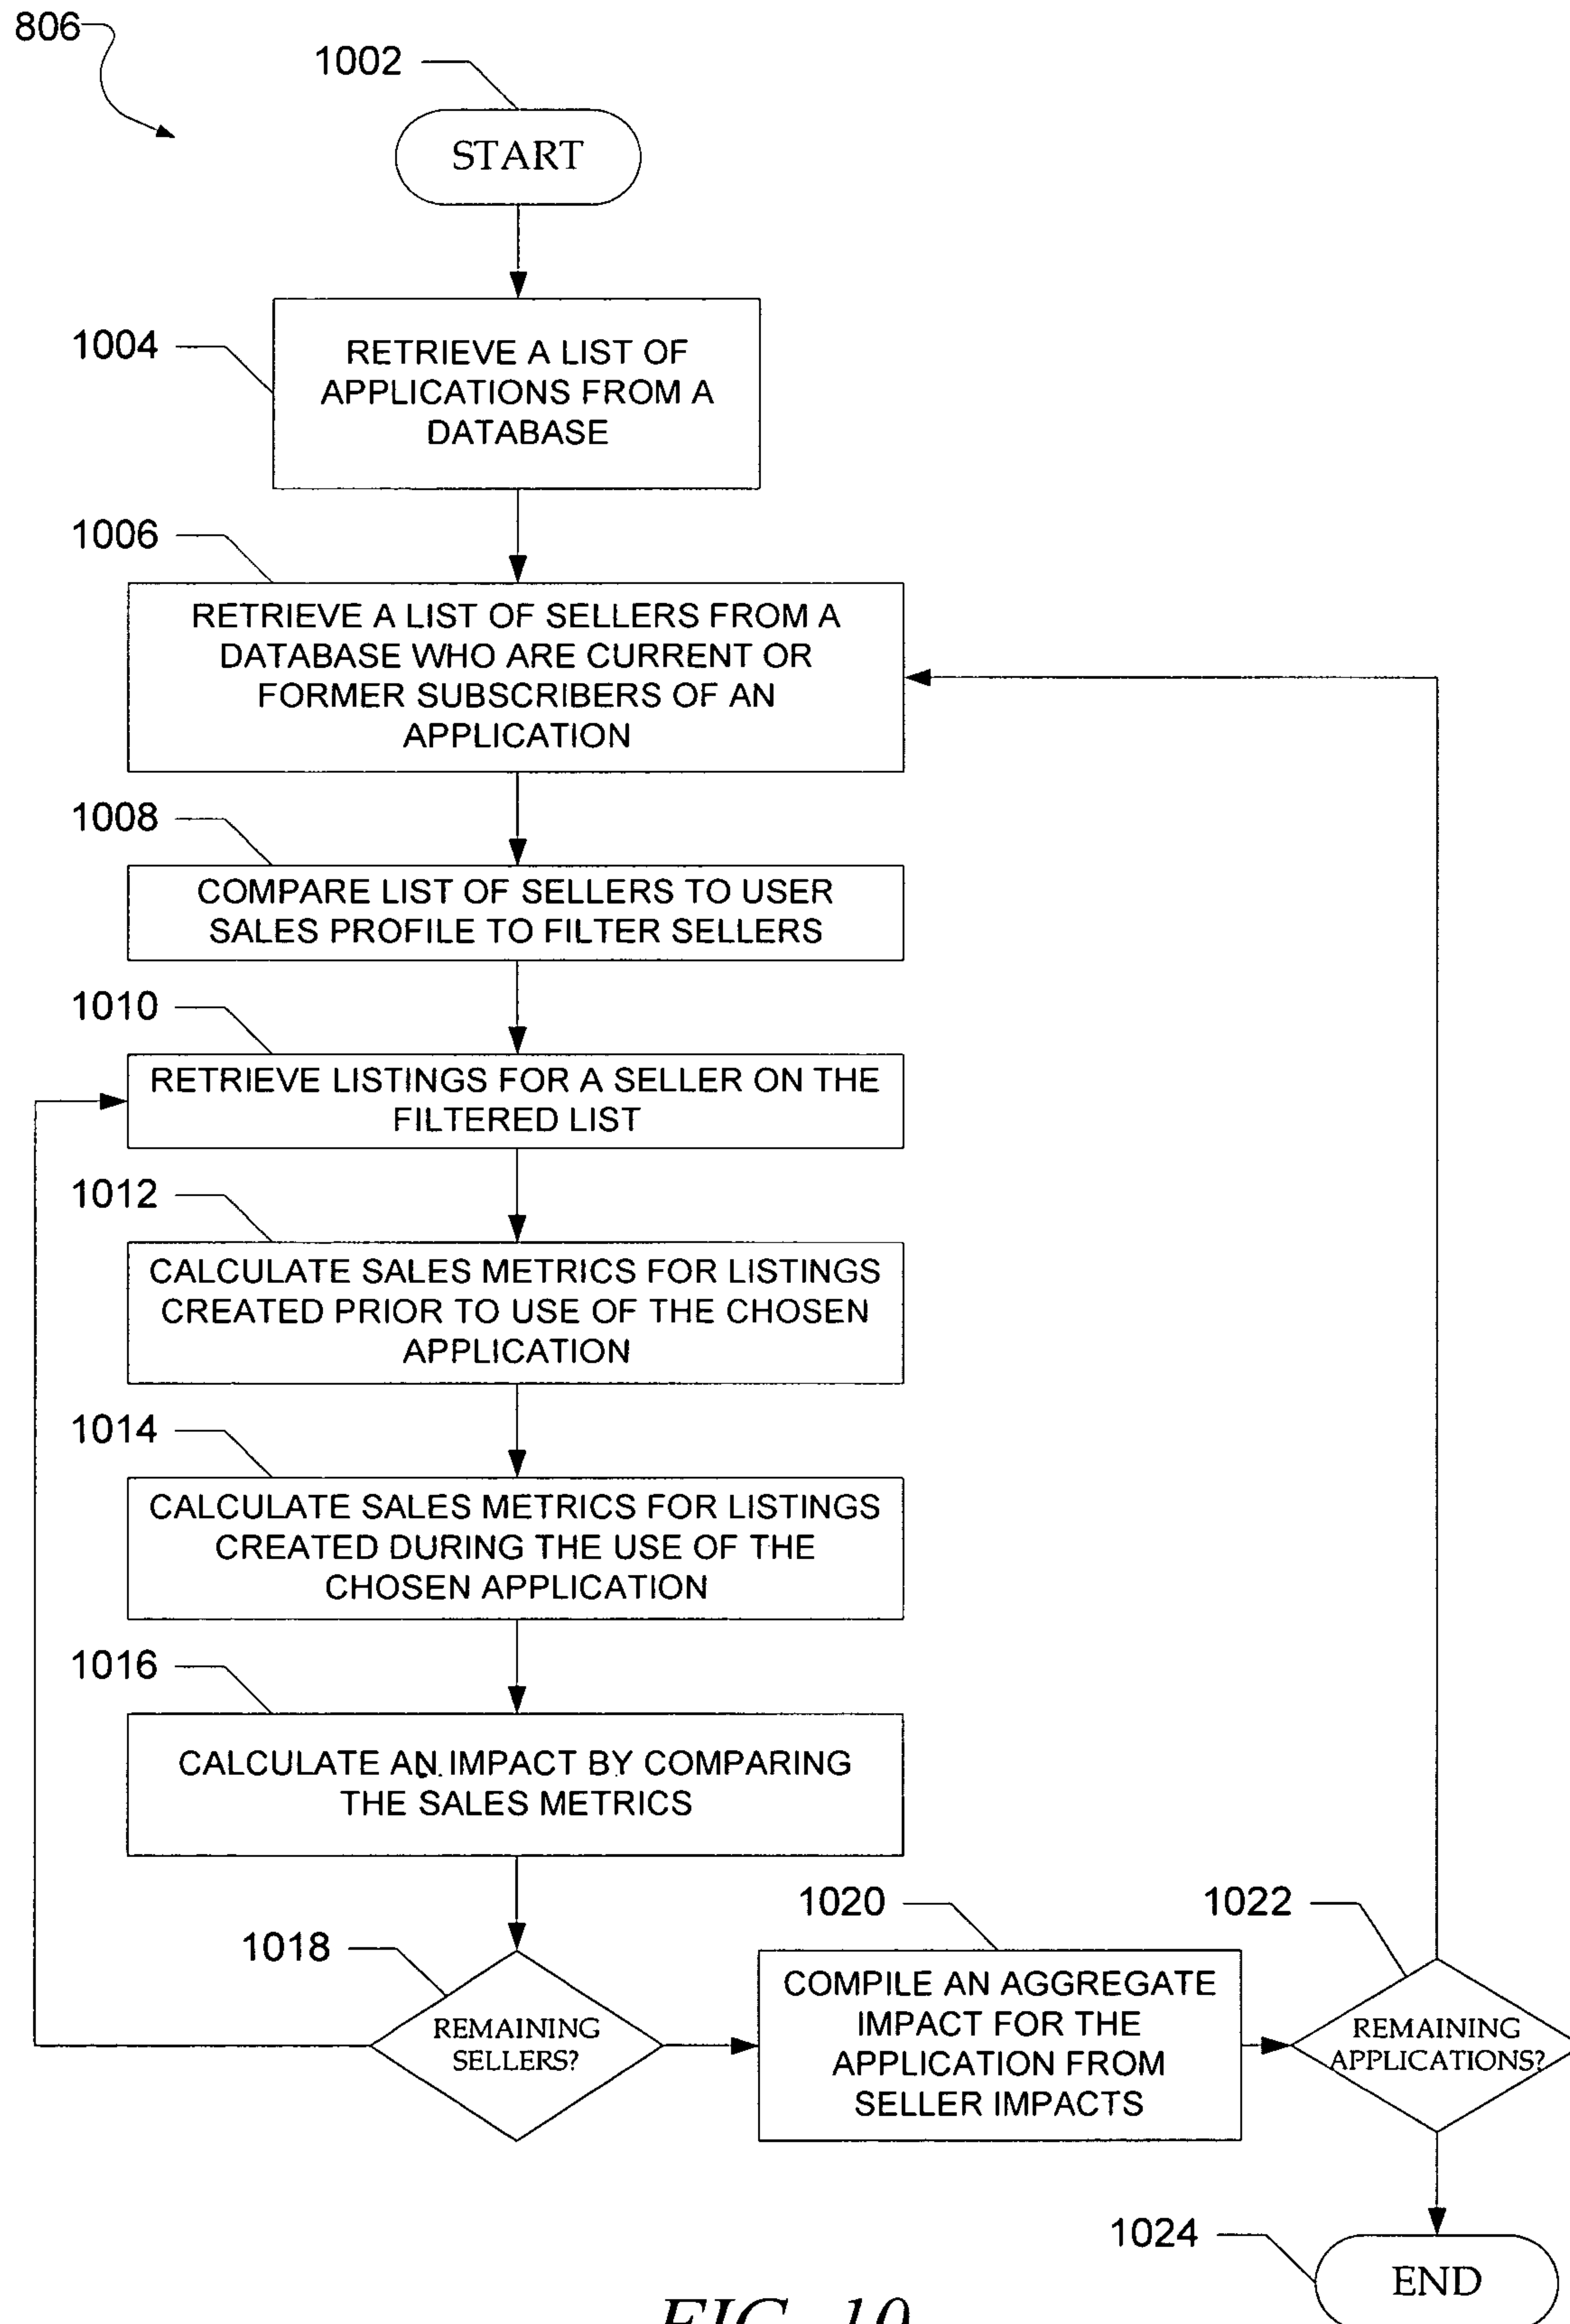 806
1002
START
1004
RETRIEVE A LIST OF
APPLICATIONS FROM A
DATABASE
1006
RETRIEVE A LIST OF SELLERS FROM A
DATABASE WHO ARE CURRENT OR
FORMER SUBSCRIBERS OF AN
APPLICATION
1008
COMPARE LIST OF SELLERS TO USER
SALES PROFILE TO FILTER SELLERS
1010
RETRIEVE LISTINGS FOR A SELLER ON THE
FILTERED LIST
1012
CALCULATE SALES METRICS FOR LISTINGS
CREATED PRIOR TO USE OF THE CHOSEN
APPLICATION
1014
CALCULATE SALES METRICS FOR LISTINGS
CREATED DURING THE USE OF THE
CHOSEN APPLICATION
1016
CALCULATE AN IMPACT BY COMPARING
THE SALES METRICS
1018
REMAINING
SELLERS?
1020
COMPILE AN AGGREGATE
IMPACT FOR THE
APPLICATION FROM
SELLER IMPACTS
1022
REMAINING
APPLICATIONS?
1024
END
FIG. 10